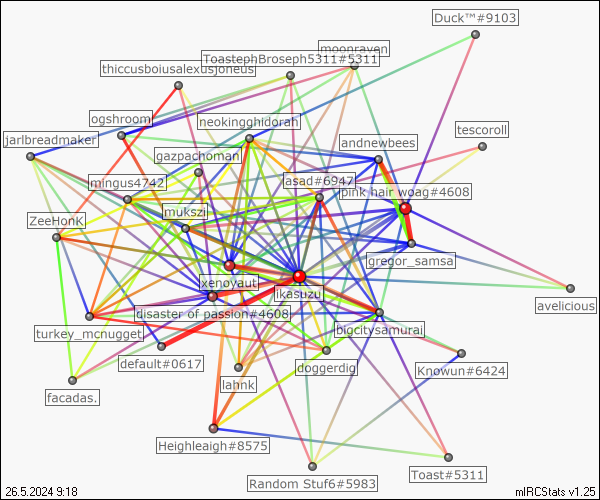 Duck™#9103
moonraven
ToastephBroseph5311#5311
thiccusboiusalexusjoneus
ogshroom
neokingghidorah
tescoroll
jarlbreadmaker
andnewbees
gazpachoman
mingus4742
asad#6947
pink hair woag#4608
mukszi
ZeeHonK
gregor_samsa
xenoyaut
ikasuzu
avelicious
disaster of passion#4608
turkey_mcnugget
bigcitysamurai
default#0617
doggerdig
Knowun#6424
lahnk
facadas.
Heighleaigh#8575
Toast#5311
Random Stuf6#5983
26.5.2024 9:18
mIRCStats v1.25